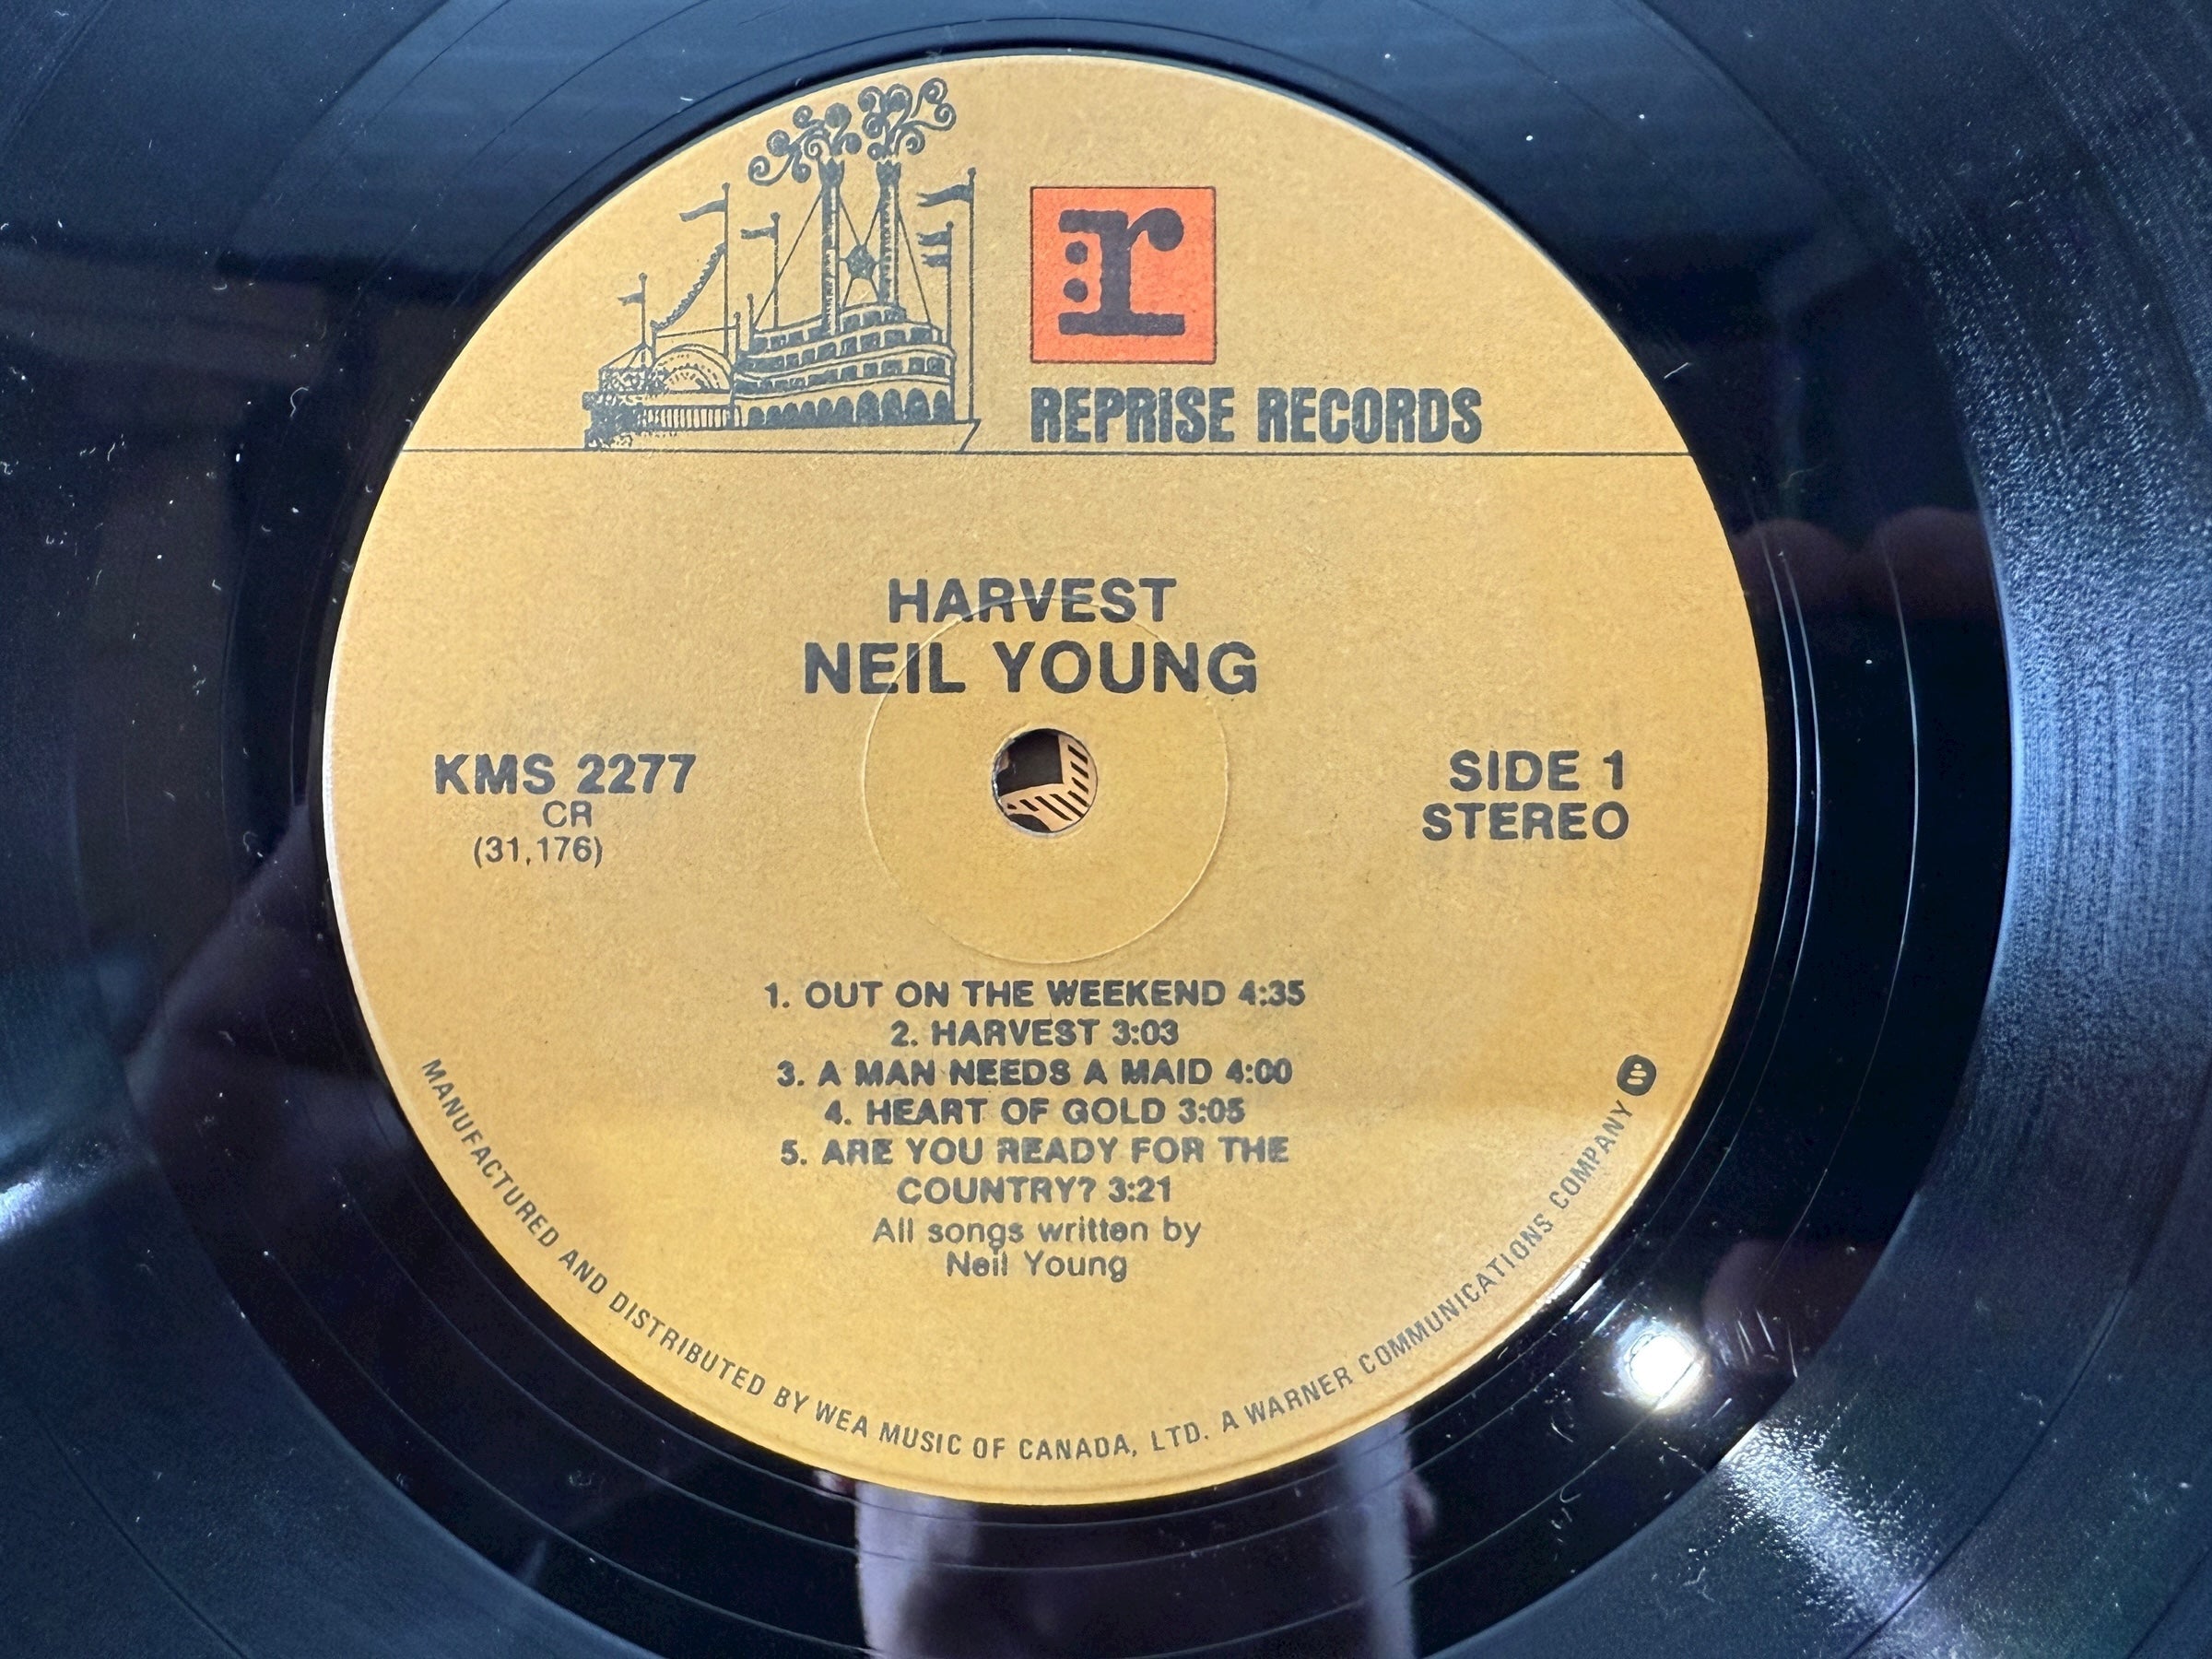 r
REPRISE RECORDS
HARVEST
NEIL YOUNG
KMS 2277
CR
(31,176)
SIDE 1
STEREO
1. OUT ON THE WEEKEND 4:35
2. HARVEST 3:03
3. A MAN NEEDS A MAID 4:00
4. HEART OF GOLD 3:05
5. ARE YOU READY FOR THE
COUNTRY? 3:21
All songs written by
Neil Young
MANUFACTURED AND DISTRIBUTED BY WEA MUSIC OF CANADA, LTD. A WARNER COMMUNICATIONS COMPANY